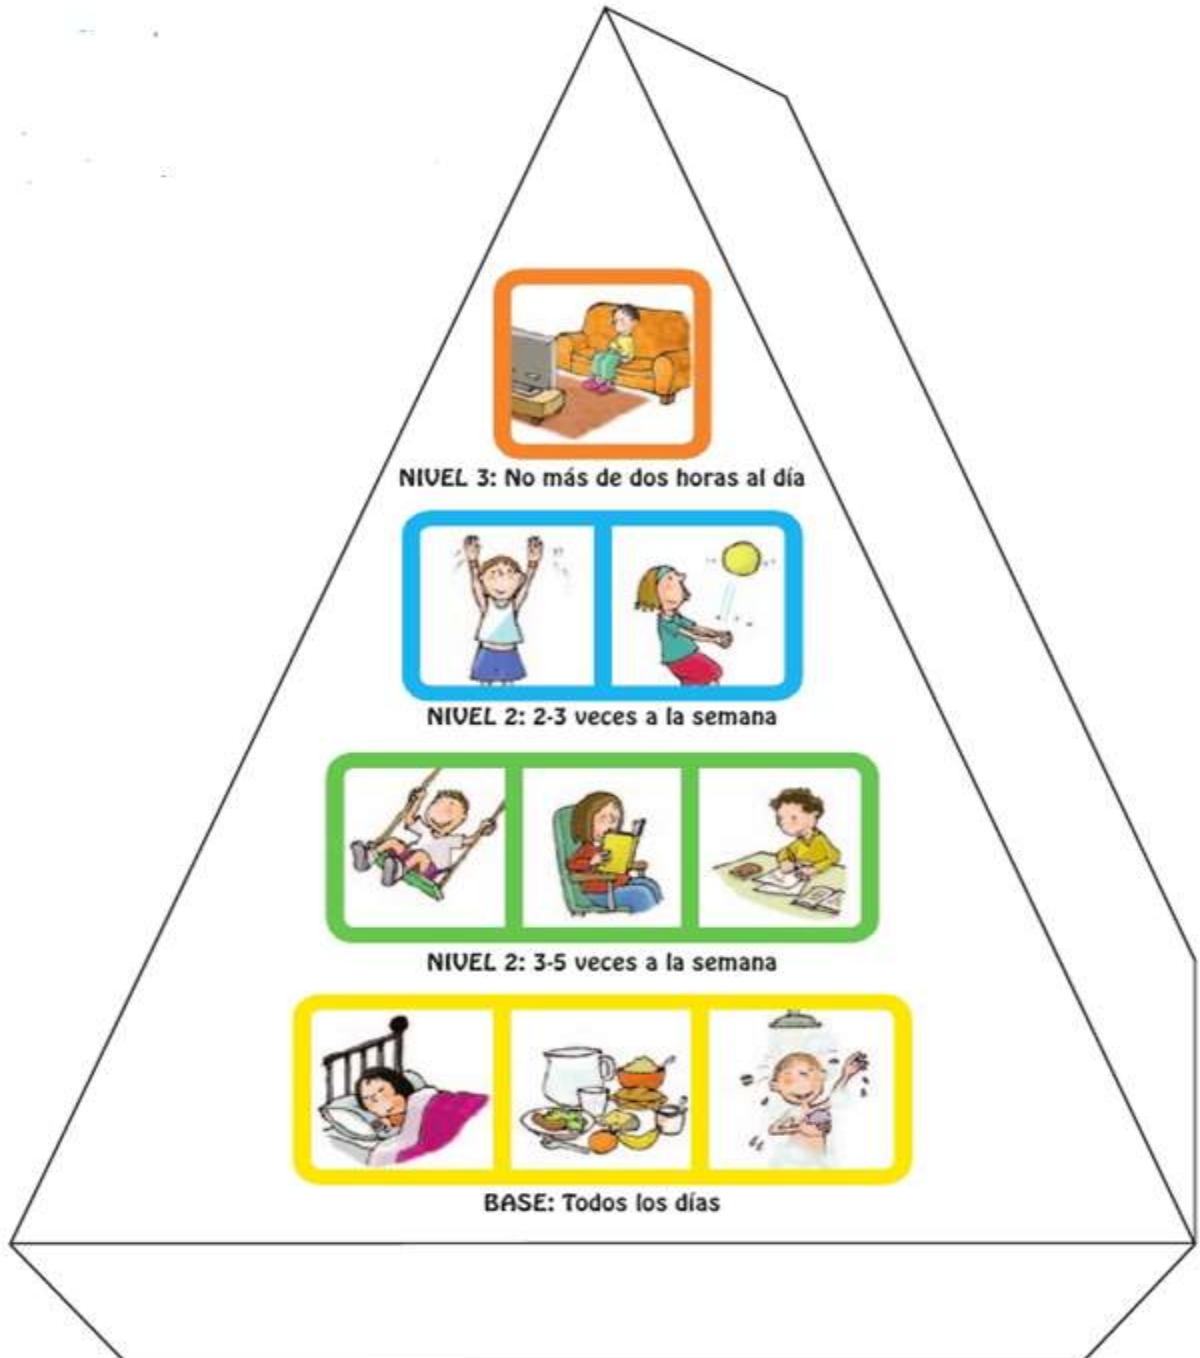 NIVEL 3: No más de dos horas al día
NIVEL 2: 2-3 veces a la semana
NIVEL 2: 3-5 veces a la semana
BASE: Todos los días